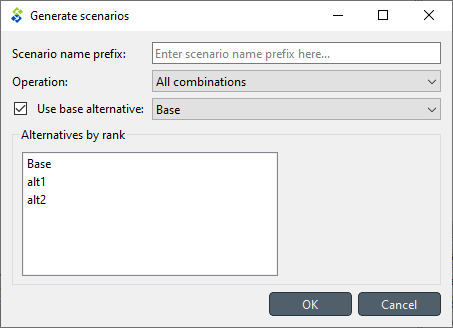 Generate scenarios
Scenario name prefix: Enter scenario name prefix here...
Operation: All combinations
Use base alternative: Base
Alternatives by rank
Base
alt1
alt2
OK Cancel